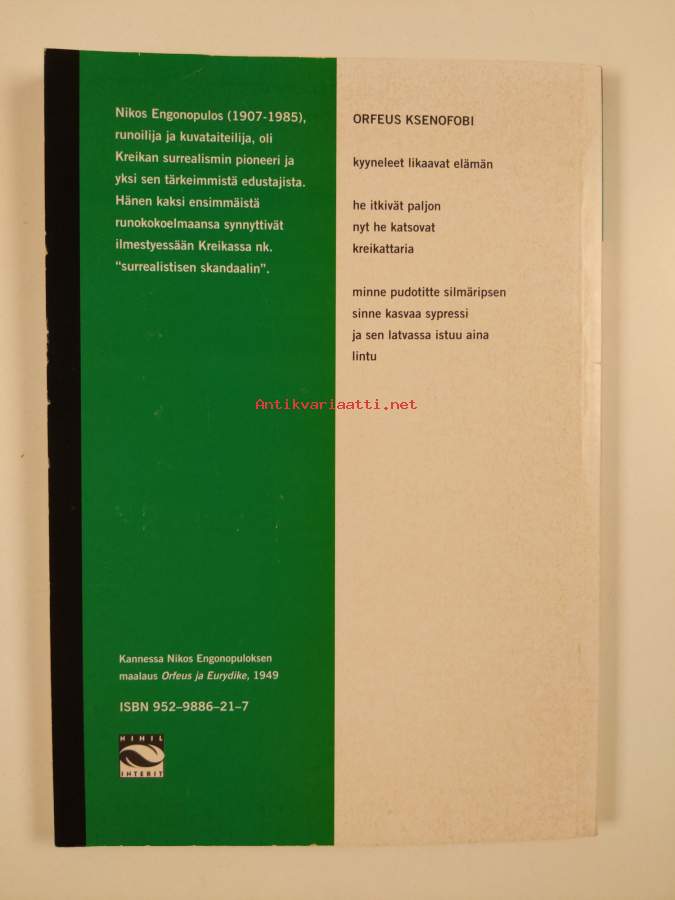 Nikos Engonopulos (1907-1985),
runoilija ja kuvataiteilija, oli
Kreikan surrealismin pioneeri ja
yksi sen tärkeimmistä edustajista.
Hänen kaksi ensimmäistä
runokokoelmaansa synnyttivät
ilmestyessään Kreikassa nk.
“surrealistisen skandaalin”.
Kannessa Nikos Engonopuloksen
maalaus Orfeus ja Eurydike, 1949
ISBN 952–9886–21–7
NIHIL
INTERIT
ORFEUS KSENOFOBI
kyyneleet likaavat elämän
he itkivät paljon
nyt he katsovat
kreikattaria
minne pudotitte silmäripsen
sinne kasvaa sypressi
ja sen latvassa istuu aina
lintu
Antikvariaatti.net